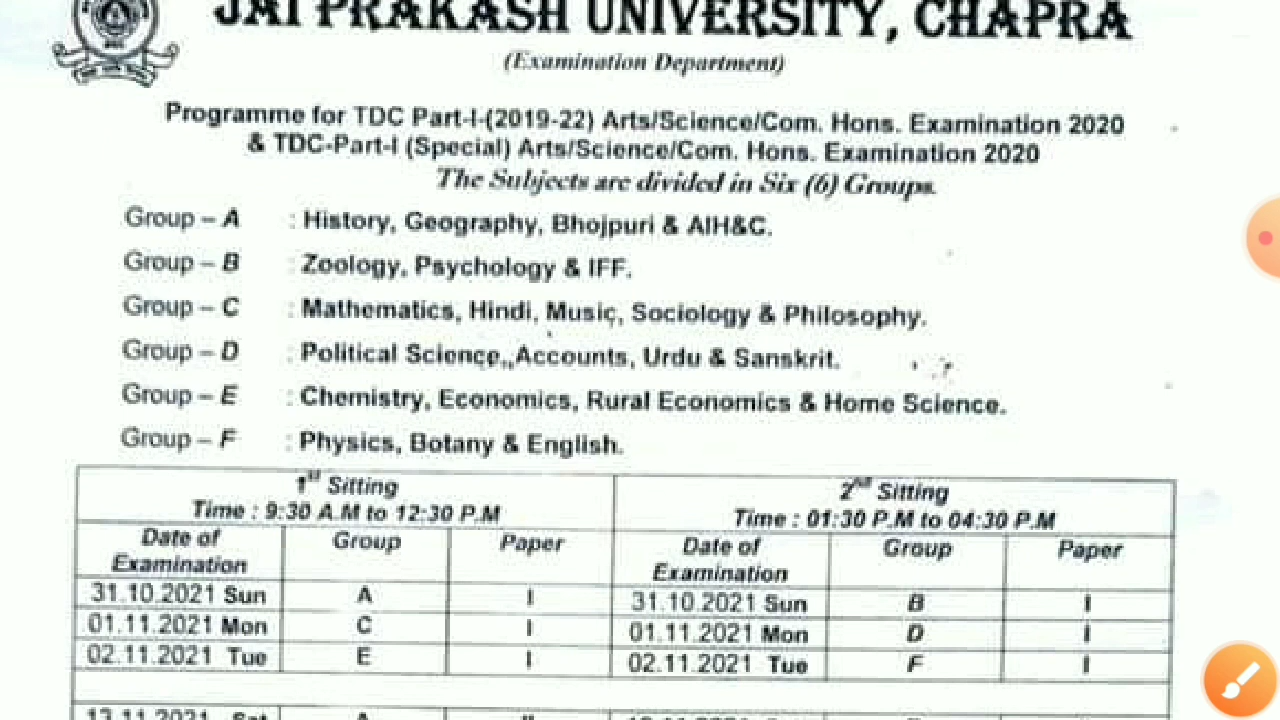 JAI PRAKASH UNIVERSITY, CHAPRA
(Examination Department)
Programme for TDC Part-I-(2019-22) Arts/Science/Com. Hons. Examination 2020
& TDC-Part-I (Special) Arts/Science/Com. Hons. Examination 2020
The Subjects are divided in Six (6) Groups.
Group – A : History, Geography, Bhojpuri & AIH&C.
Group – B : Zoology, Psychology & IFF.
Group – C : Mathematics, Hindi, Music, Sociology & Philosophy.
Group – D : Political Science, Accounts, Urdu & Sanskrit.
Group – E : Chemistry, Economics, Rural Economics & Home Science.
Group – F : Physics, Botany & English.
1st Sitting 2nd Sitting
Time : 9:30 A.M to 12:30 P.M Time : 01:30 P.M to 04:30 P.M
Date of Examination Group Paper Date of Examination Group Paper
31.10.2021 Sun A I 31.10.2021 Sun B I
01.11.2021 Mon C I 01.11.2021 Mon D I
02.11.2021 Tue E I 02.11.2021 Tue F I
13.11.2021 Sat A II